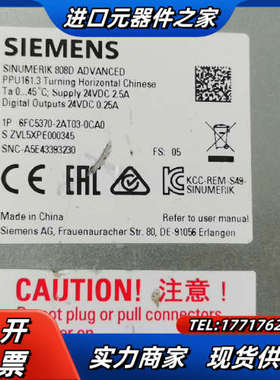 进口元器件之家
SIEMENS
SINUMERIK 808D ADVANCED
PPU161.3 Turning Horizontal Chinese
Ta 0...45°C; Supply 24VDC 2.5A
Digital Outputs 24VDC 0.25A
1P 6FC5370-2AT03-0CA0
S ZVL5XPE000345
SNC-A5E43393230
FS: 05
KCC-REM-S49-
SINUMERIK
Made in China
Refer to user manual
Siemens AG, Frauenauracher Str. 80, DE-91056 Erlangen
CAUTION! 注意!
Do not plug or pull connectors
er on
可开票
TEL:1771762
实力商家 现货供